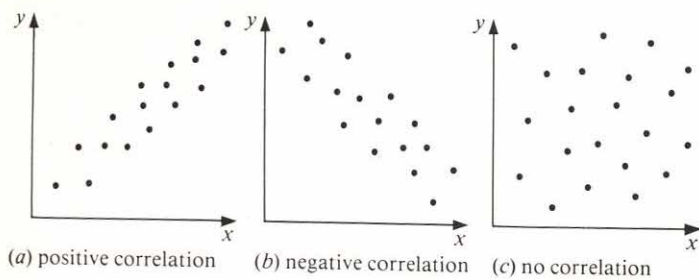 y y y
x x x
(a) positive correlation (b) negative correlation (c) no correlation